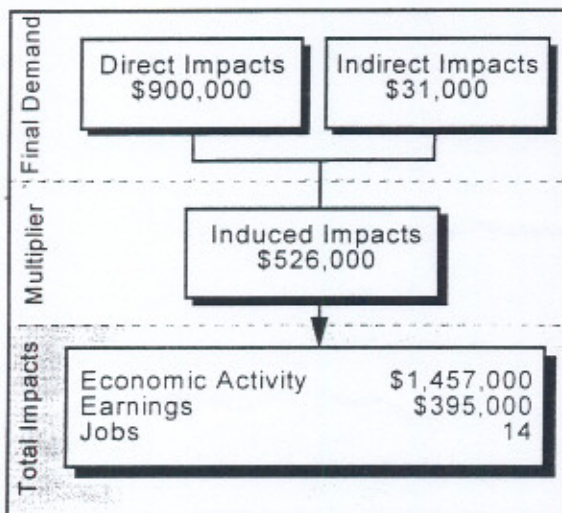 Final Demand
Direct Impacts
$900,000
Indirect Impacts
$31,000
Multiplier
Induced Impacts
$526,000
Total Impacts
Economic Activity $1,457,000
Earnings $395,000
Jobs 14